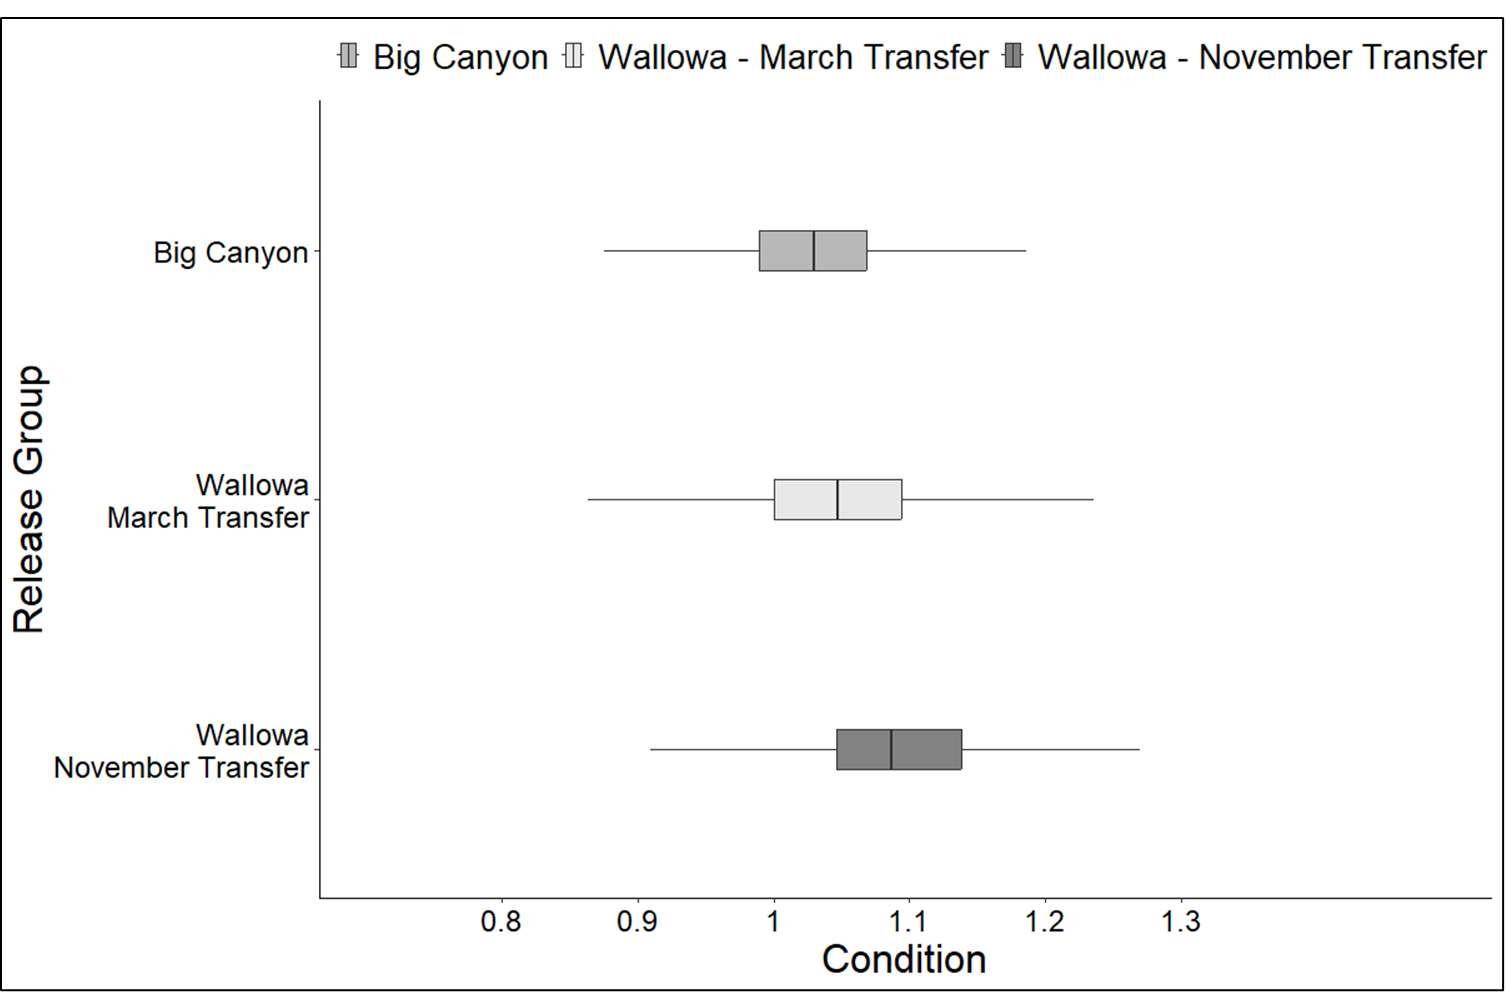 Big Canyon Wallowa - March Transfer Wallowa - November Transfer
Release Group
Big Canyon
Wallowa
March Transfer
Wallowa
November Transfer
0.8 0.9 1 1.1 1.2 1.3
Condition